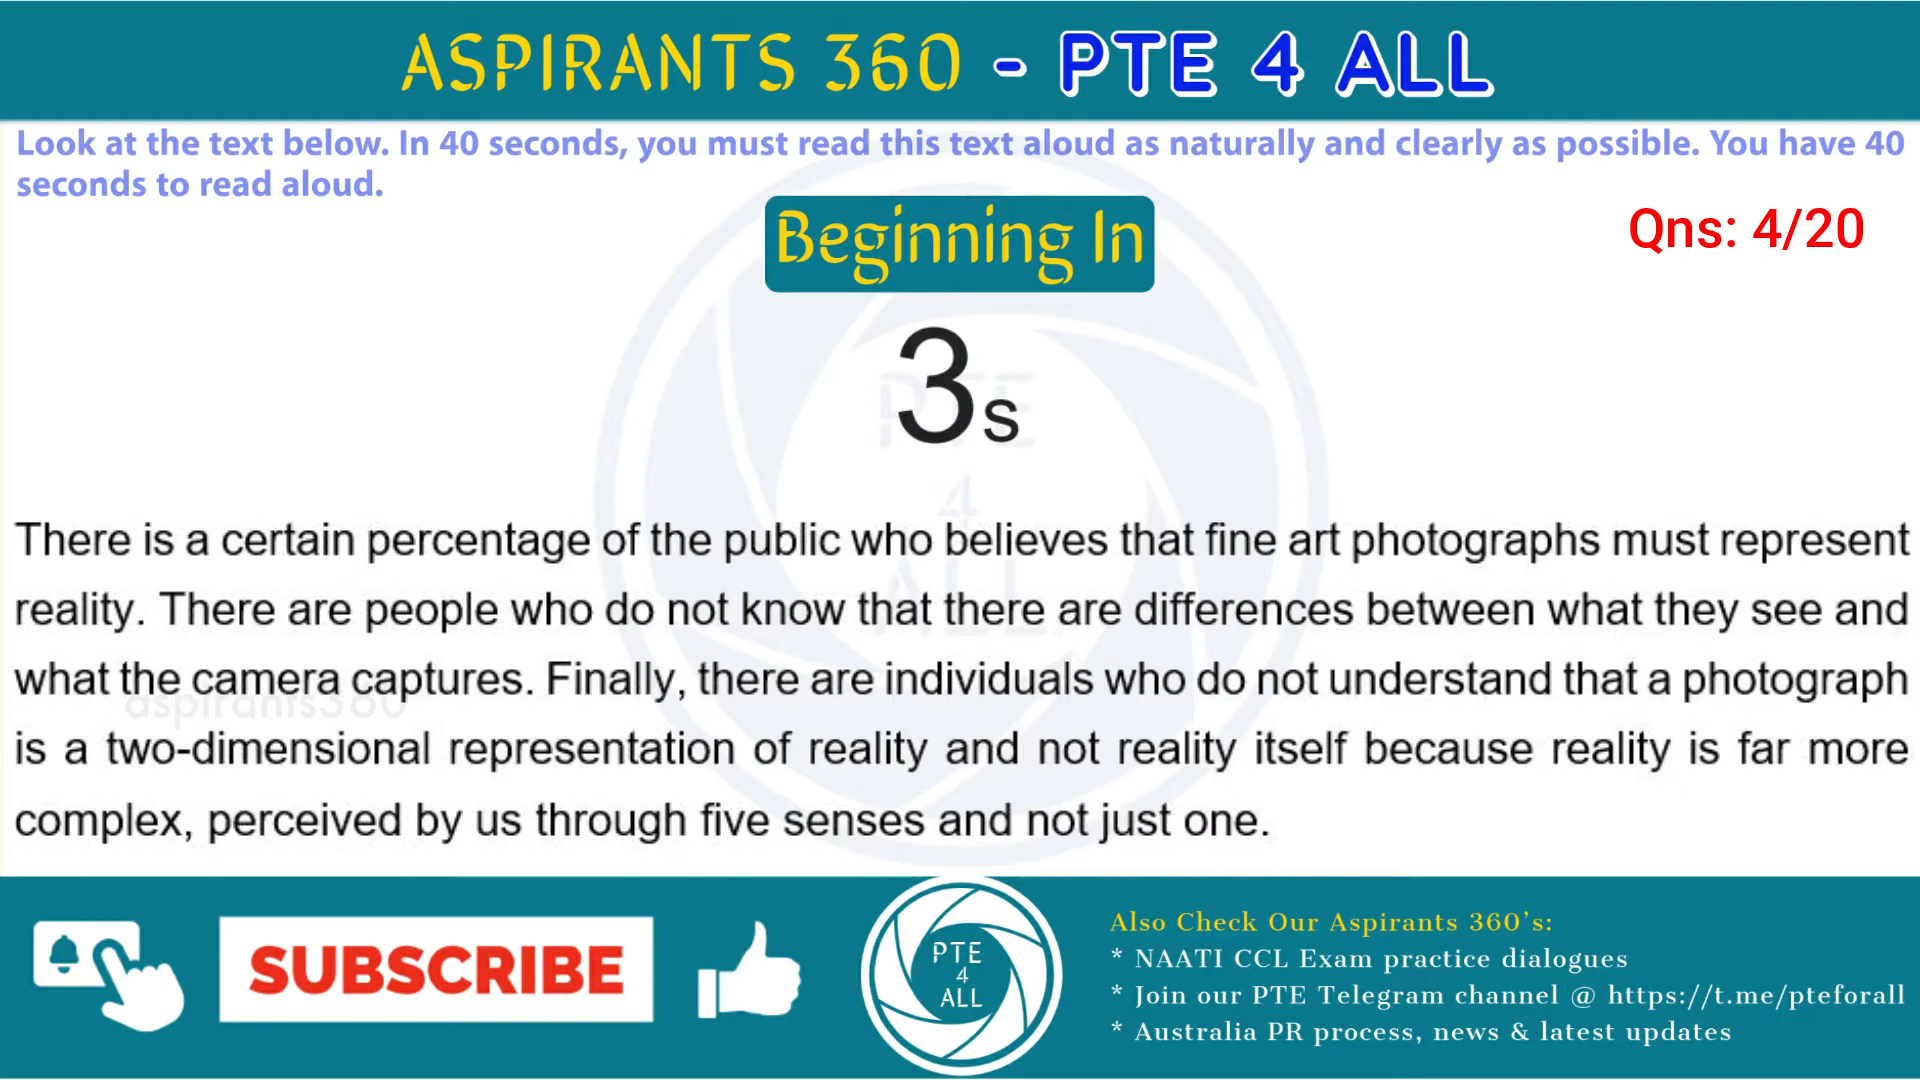 ASPIRANTS 360 - PTE 4 ALL
Look at the text below. In 40 seconds, you must read this text aloud as naturally and clearly as possible. You have 40
seconds to read aloud.
Beginning In
Qns: 4/20
3s
PTE
4
ALL
There is a certain percentage of the public who believes that fine art photographs must represent
reality. There are people who do not know that there are differences between what they see and
what the camera captures. Finally, there are individuals who do not understand that a photograph
aspirants360
is a two-dimensional representation of reality and not reality itself because reality is far more
complex, perceived by us through five senses and not just one.
SUBSCRIBE
PTE
4
ALL
Also Check Our Aspirants 360's:
* NAATI CCL Exam practice dialogues
* Join our PTE Telegram channel @ https://t.me/pteforall
* Australia PR process, news & latest updates